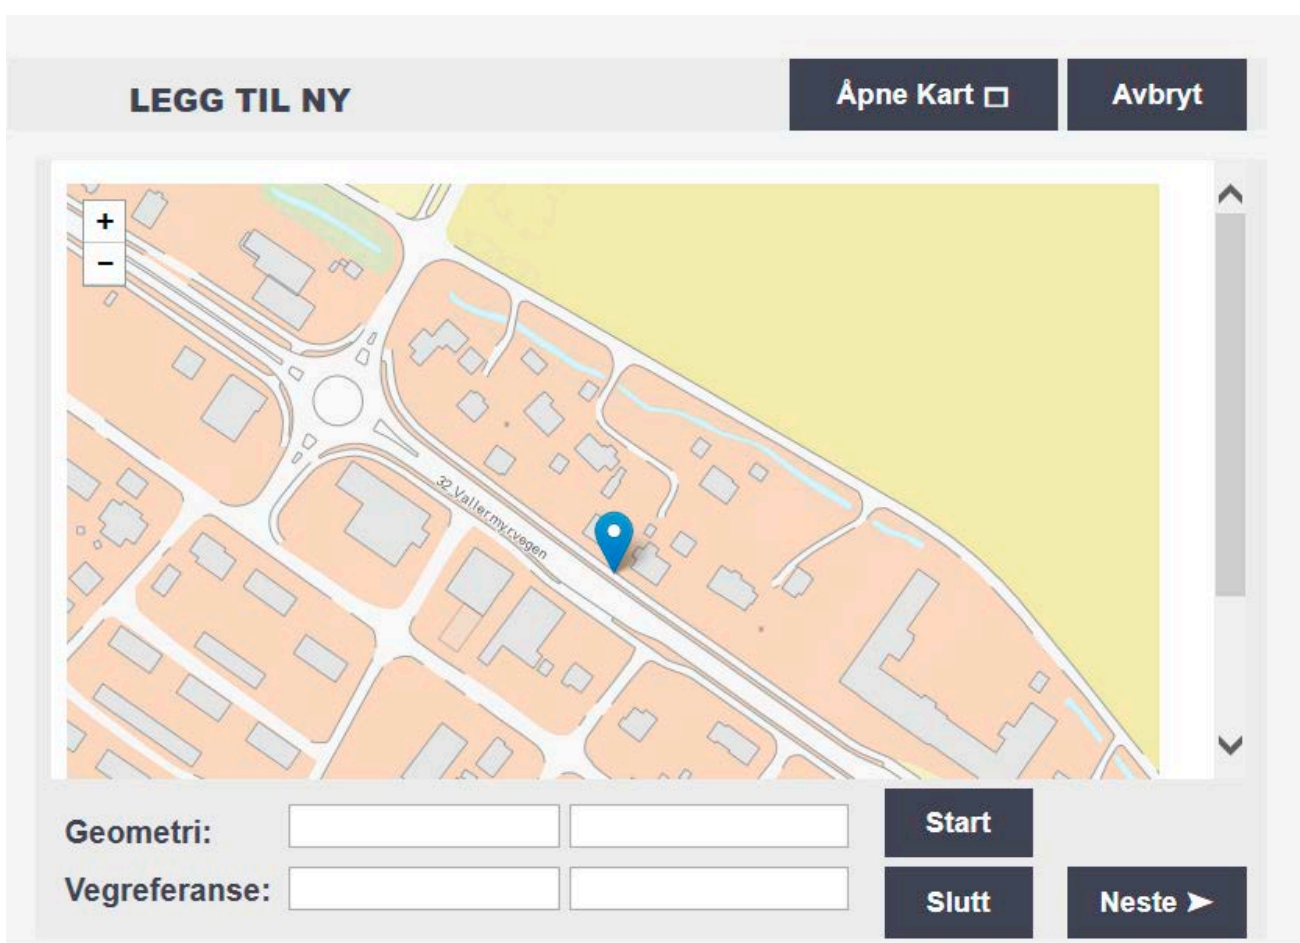 LEGG TIL NY
Åpne Kart
Avbryt
+
−
32 Vallermyrvegen
Geometri:
Start
Vegreferanse:
Slutt
Neste ➤